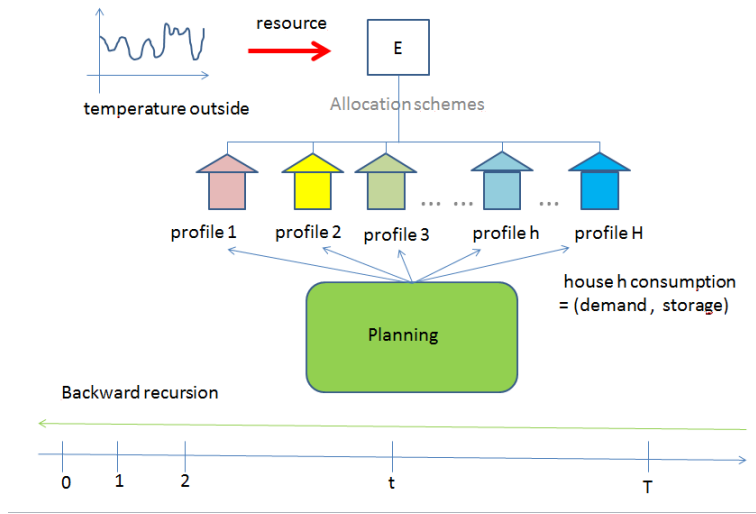 resource
E
temperature outside
Allocation schemes
... ...
...
profile 1
profile 2
profile 3
profile h
profile H
house h consumption
= (demand , storage)
Planning
Backward recursion
0
1
2
t
T